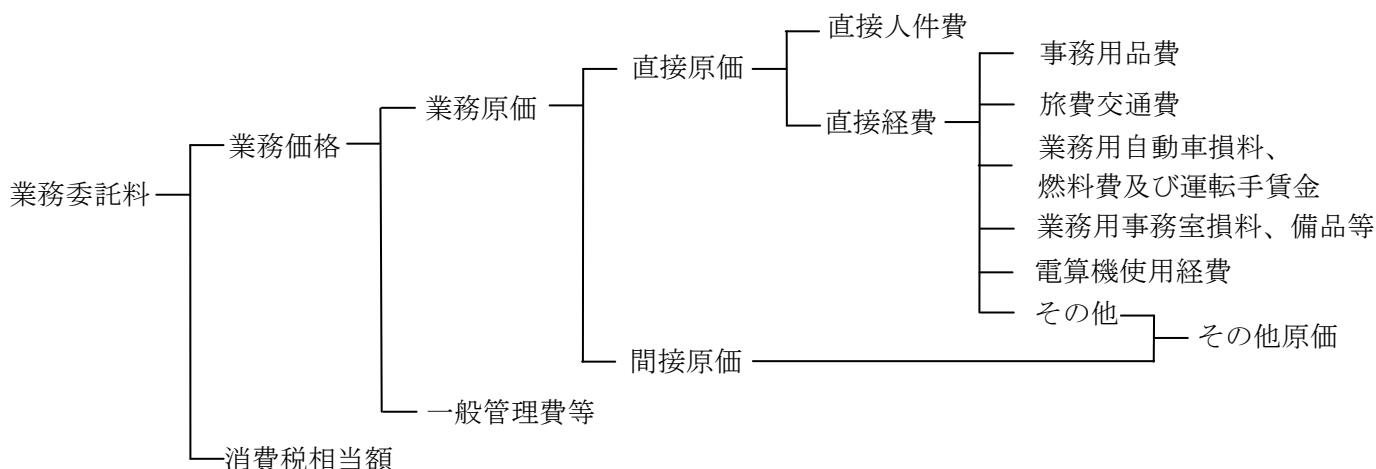 直接人件費
事務用品費
直接原価
旅費交通費
業務原価
直接経費
業務価格
業務用自動車損料、
燃料費及び運転手賃金
業務委託料
業務用事務室損料、備品等
電算機使用経費
その他
その他原価
間接原価
一般管理費等
消費税相当額